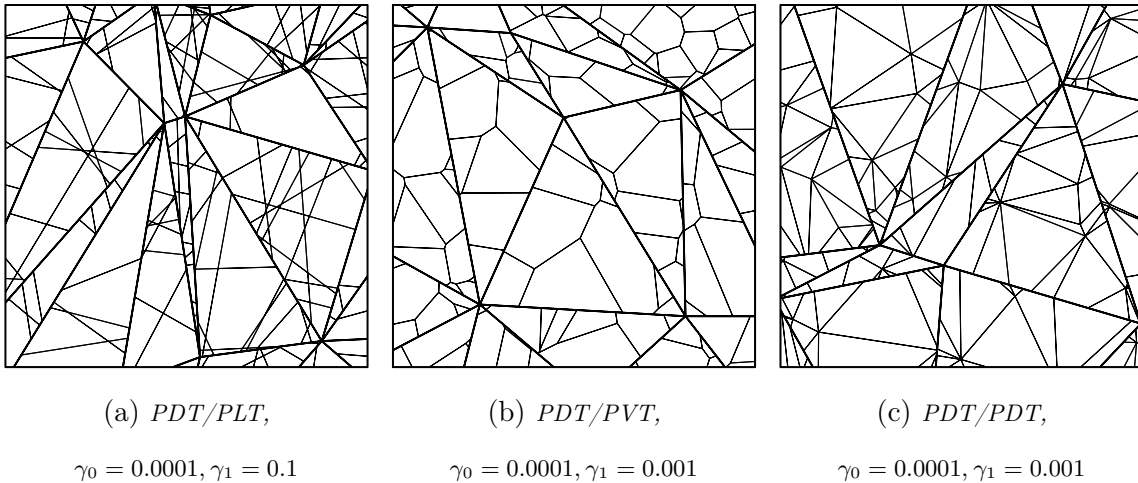 (a) PDT/PLT, (b) PDT/PVT, (c) PDT/PDT,
γ₀ = 0.0001, γ₁ = 0.1 γ₀ = 0.0001, γ₁ = 0.001 γ₀ = 0.0001, γ₁ = 0.001